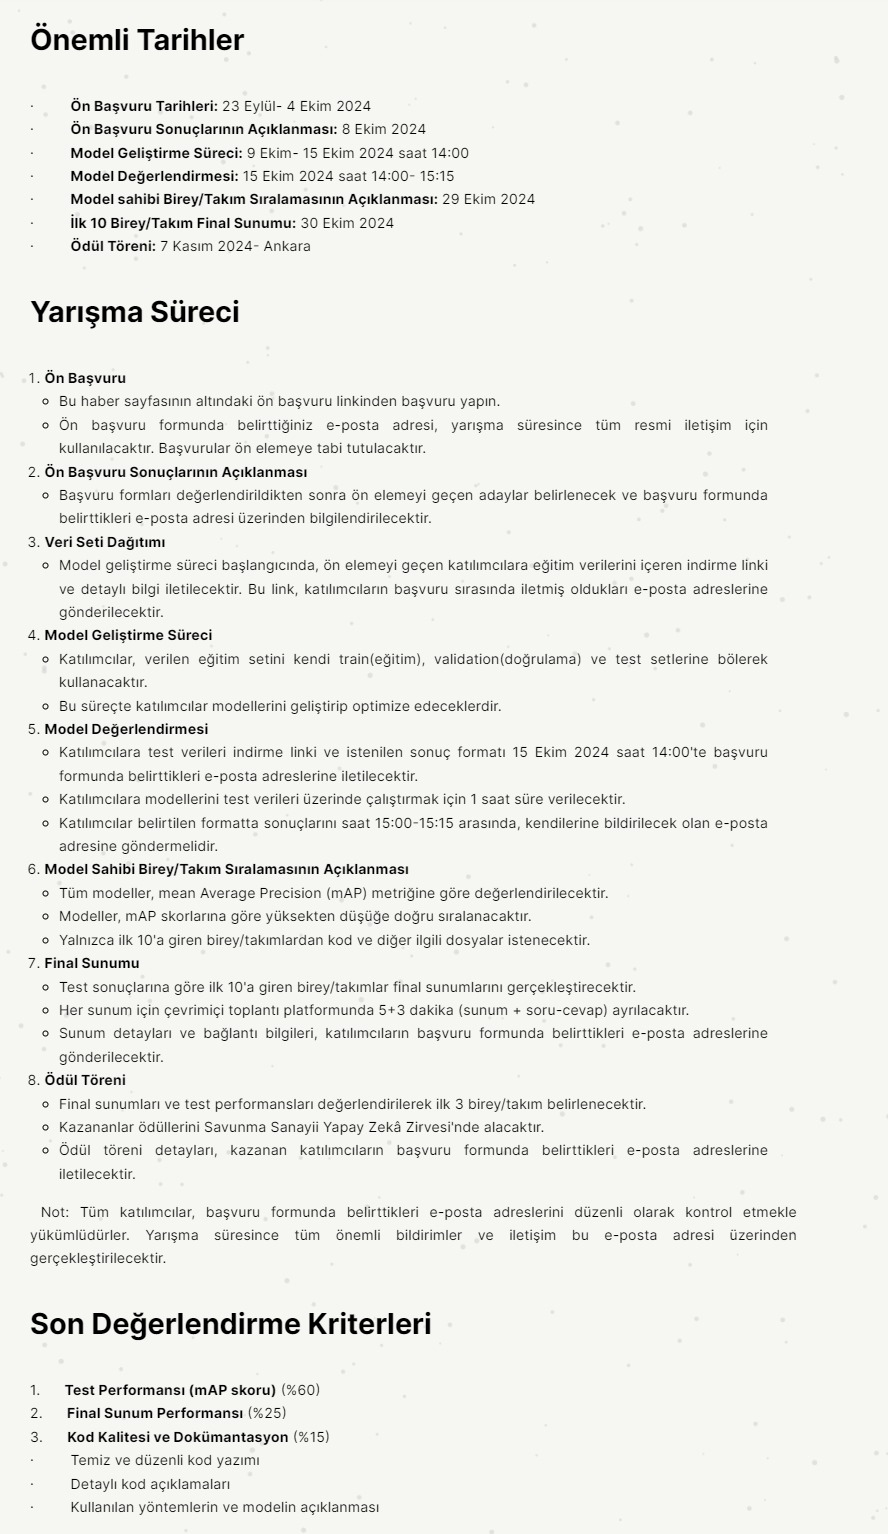 Önemli Tarihler
· Ön Başvuru Tarihleri: 23 Eylül- 4 Ekim 2024
· Ön Başvuru Sonuçlarının Açıklanması: 8 Ekim 2024
· Model Geliştirme Süreci: 9 Ekim- 15 Ekim 2024 saat 14:00
· Model Değerlendirmesi: 15 Ekim 2024 saat 14:00- 15:15
· Model sahibi Birey/Takım Sıralamasının Açıklanması: 29 Ekim 2024
· İlk 10 Birey/Takım Final Sunumu: 30 Ekim 2024
· Ödül Töreni: 7 Kasım 2024- Ankara
Yarışma Süreci
1. Ön Başvuru
Bu haber sayfasının altındaki ön başvuru linkinden başvuru yapın.
Ön başvuru formunda belirttiğiniz e-posta adresi, yarışma süresince tüm resmi iletişim için
kullanılacaktır. Başvurular ön elemeye tabi tutulacaktır.
2. Ön Başvuru Sonuçlarının Açıklanması
Başvuru formları değerlendirildikten sonra ön elemeyi geçen adaylar belirlenecek ve başvuru formunda
belirttikleri e-posta adresi üzerinden bilgilendirilecektir.
3. Veri Seti Dağıtımı
Model geliştirme süreci başlangıcında, ön elemeyi geçen katılımcılara eğitim verilerini içeren indirme linki
ve detaylı bilgi iletilecektir. Bu link, katılımcıların başvuru sırasında iletmiş oldukları e-posta adreslerine
gönderilecektir.
4. Model Geliştirme Süreci
Katılımcılar, verilen eğitim setini kendi train(eğitim), validation(doğrulama) ve test setlerine bölerek
kullanacaktır.
Bu süreçte katılımcılar modellerini geliştirip optimize edeceklerdir.
5. Model Değerlendirmesi
Katılımcılara test verileri indirme linki ve istenilen sonuç formatı 15 Ekim 2024 saat 14:00'te başvuru
formunda belirttikleri e-posta adreslerine iletilecektir.
Katılımcılara modellerini test verileri üzerinde çalıştırmak için 1 saat süre verilecektir.
Katılımcılar belirtilen formatta sonuçlarını saat 15:00-15:15 arasında, kendilerine bildirilecek olan e-posta
adresine göndermelidir.
6. Model Sahibi Birey/Takım Sıralamasının Açıklanması
Tüm modeller, mean Average Precision (mAP) metriğine göre değerlendirilecektir.
Modeller, mAP skorlarına göre yüksekten düşüğe doğru sıralanacaktır.
Yalnızca ilk 10'a giren birey/takımlardan kod ve diğer ilgili dosyalar istenecektir.
7. Final Sunumu
Test sonuçlarına göre ilk 10'a giren birey/takımlar final sunumlarını gerçekleştirecektir.
Her sunum için çevrimiçi toplantı platformunda 5+3 dakika (sunum + soru-cevap) ayrılacaktır.
Sunum detayları ve bağlantı bilgileri, katılımcıların başvuru formunda belirttikleri e-posta adreslerine
gönderilecektir.
8. Ödül Töreni
Final sunumları ve test performansları değerlendirilerek ilk 3 birey/takım belirlenecektir.
Kazananlar ödüllerini Savunma Sanayii Yapay Zekâ Zirvesi'nde alacaktır.
Ödül töreni detayları, kazanan katılımcıların başvuru formunda belirttikleri e-posta adreslerine
iletilecektir.
Not: Tüm katılımcılar, başvuru formunda belirttikleri e-posta adreslerini düzenli olarak kontrol etmekle
yükümlüdürler. Yarışma süresince tüm önemli bildirimler ve iletişim bu e-posta adresi üzerinden
gerçekleştirilecektir.
Son Değerlendirme Kriterleri
1. Test Performansı (mAP skoru) (%60)
2. Final Sunum Performansı (%25)
3. Kod Kalitesi ve Dokümantasyon (%15)
· Temiz ve düzenli kod yazımı
· Detaylı kod açıklamaları
· Kullanılan yöntemlerin ve modelin açıklanması